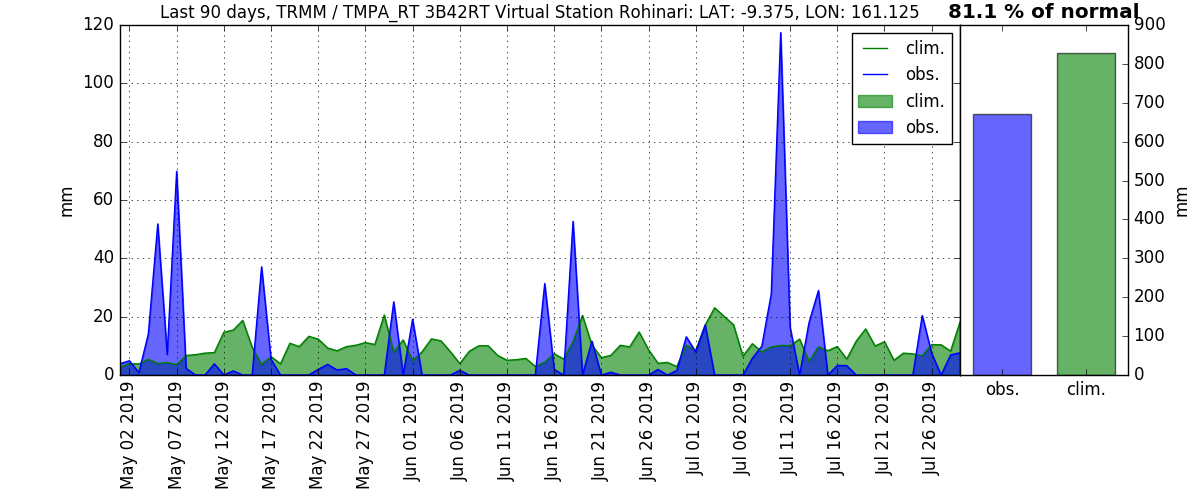 Last 90 days, TRMM / TMPA_RT 3B42RT Virtual Station Rohinari: LAT: -9.375, LON: 161.125
81.1 % of normal
120
100
80
60
40
20
0
mm
clim.
obs.
clim.
obs.
May 02 2019
May 07 2019
May 12 2019
May 17 2019
May 22 2019
May 27 2019
Jun 01 2019
Jun 06 2019
Jun 11 2019
Jun 16 2019
Jun 21 2019
Jun 26 2019
Jul 01 2019
Jul 06 2019
Jul 11 2019
Jul 16 2019
Jul 21 2019
Jul 26 2019
900
800
700
600
500
400
300
200
100
0
mm
obs.
clim.